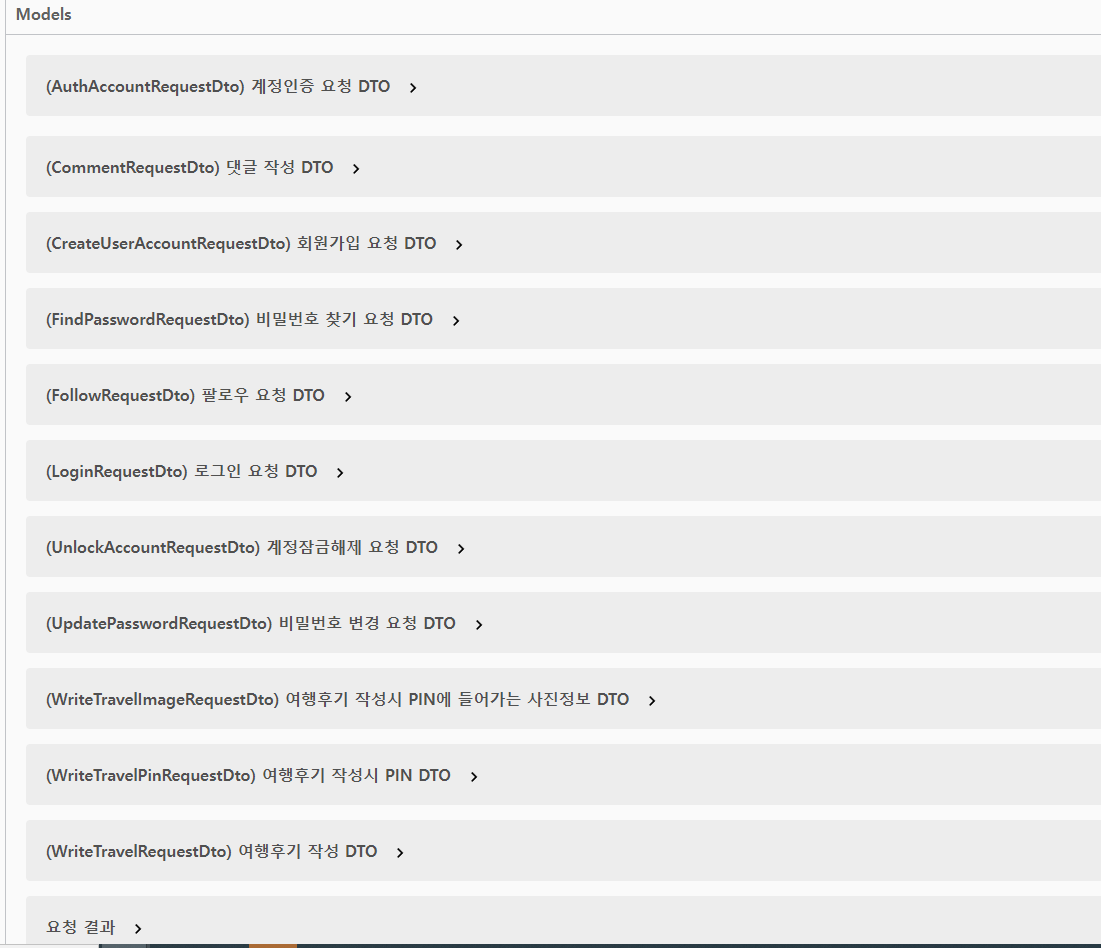 Models
(AuthAccountRequestDto) 계정인증 요청 DTO
(CommentRequestDto) 댓글 작성 DTO
(CreateUserAccountRequestDto) 회원가입 요청 DTO
(FindPasswordRequestDto) 비밀번호 찾기 요청 DTO
(FollowRequestDto) 팔로우 요청 DTO
(LoginRequestDto) 로그인 요청 DTO
(UnlockAccountRequestDto) 계정잠금해제 요청 DTO
(UpdatePasswordRequestDto) 비밀번호 변경 요청 DTO
(WriteTravelImageRequestDto) 여행후기 작성시 PIN에 들어가는 사진정보 DTO
(WriteTravelPinRequestDto) 여행후기 작성시 PIN DTO
(WriteTravelRequestDto) 여행후기 작성 DTO
요청 결과